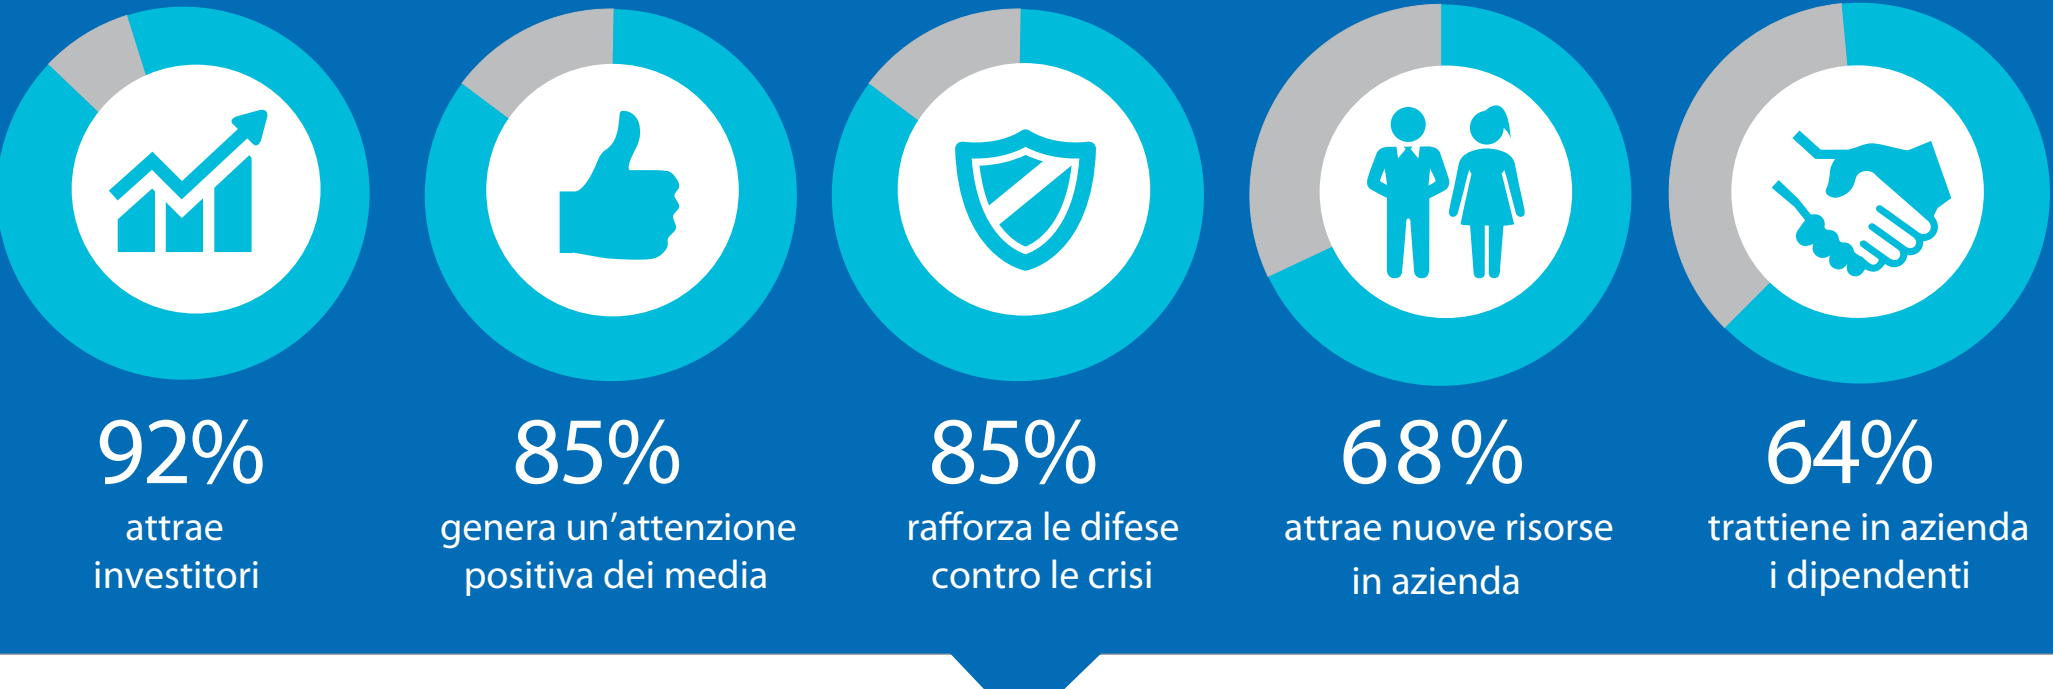 92%
attrae
investitori
85%
genera un’attenzione
positiva dei media
85%
rafforza le difese
contro le crisi
68%
attrae nuove risorse
in azienda
64%
trattiene in azienda
i dipendenti